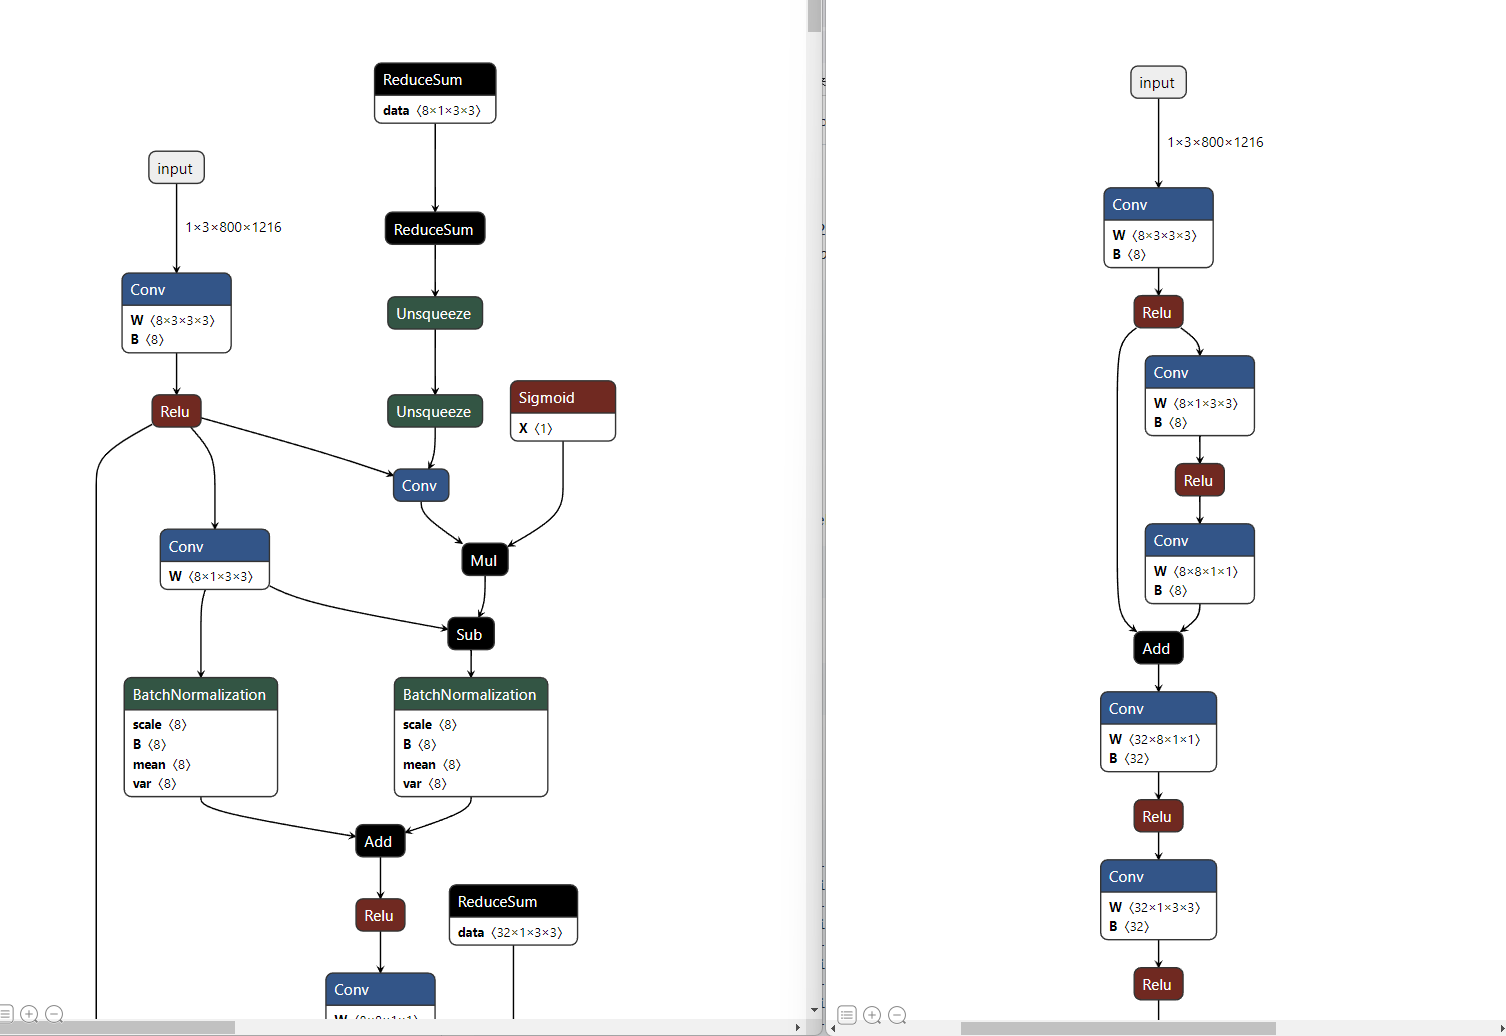 ReduceSum
data ⟨8×1×3×3⟩
input
1×3×800×1216
ReduceSum
Conv
W ⟨8×3×3×3⟩
B ⟨8⟩
Unsqueeze
Relu
Unsqueeze
Sigmoid
X ⟨1⟩
Conv
Conv
W ⟨8×1×3×3⟩
Mul
Sub
BatchNormalization
scale ⟨8⟩
B ⟨8⟩
mean ⟨8⟩
var ⟨8⟩
BatchNormalization
scale ⟨8⟩
B ⟨8⟩
mean ⟨8⟩
var ⟨8⟩
Add
Relu
ReduceSum
data ⟨32×1×3×3⟩
Conv
input
1×3×800×1216
Conv
W ⟨8×3×3×3⟩
B ⟨8⟩
Relu
Conv
W ⟨8×1×3×3⟩
B ⟨8⟩
Relu
Conv
W ⟨8×8×1×1⟩
B ⟨8⟩
Add
Conv
W ⟨32×8×1×1⟩
B ⟨32⟩
Relu
Conv
W ⟨32×1×3×3⟩
B ⟨32⟩
Relu